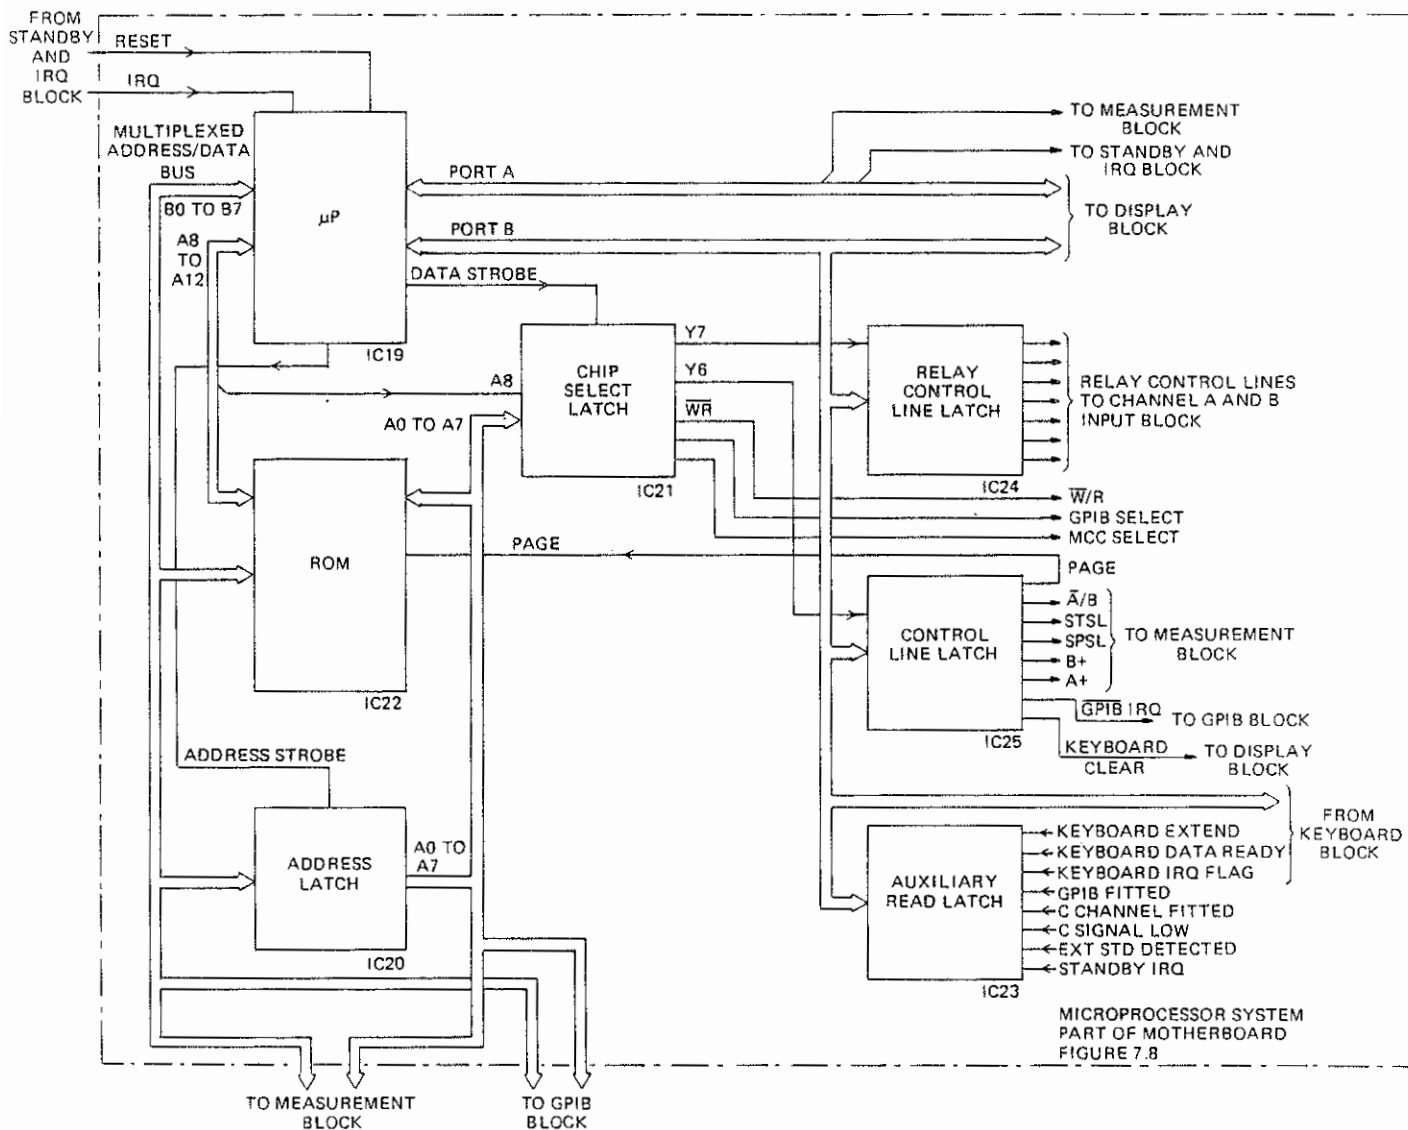 FROM
STANDBY
AND
IRQ
BLOCK
RESET
IRQ
MULTIPLEXED
ADDRESS/DATA
BUS
B0 TO B7
A8
TO
A12
µP
IC19
PORT A
PORT B
DATA STROBE
TO MEASUREMENT
BLOCK
TO STANDBY AND
IRQ BLOCK
TO DISPLAY
BLOCK
A8
A0 TO A7
CHIP
SELECT
LATCH
IC21
Y7
Y6
W̅R̅
RELAY
CONTROL
LINE LATCH
IC24
RELAY CONTROL LINES
TO CHANNEL A AND B
INPUT BLOCK
W̅/R
GPIB SELECT
MCC SELECT
ROM
IC22
PAGE
PAGE
CONTROL
LINE LATCH
IC25
A̅/B
STSL
SPSL
B+
A+
TO MEASUREMENT
BLOCK
G̅P̅I̅B̅ IRQ
TO GPIB BLOCK
KEYBOARD
CLEAR
TO DISPLAY
BLOCK
ADDRESS STROBE
ADDRESS
LATCH
IC20
A0 TO
A7
AUXILIARY
READ LATCH
IC23
KEYBOARD EXTEND
KEYBOARD DATA READY
KEYBOARD IRQ FLAG
GPIB FITTED
C CHANNEL FITTED
C SIGNAL LOW
EXT STD DETECTED
STANDBY IRQ
FROM
KEYBOARD
BLOCK
MICROPROCESSOR SYSTEM
PART OF MOTHERBOARD
FIGURE 7.8
TO MEASUREMENT
BLOCK
TO GPIB
BLOCK